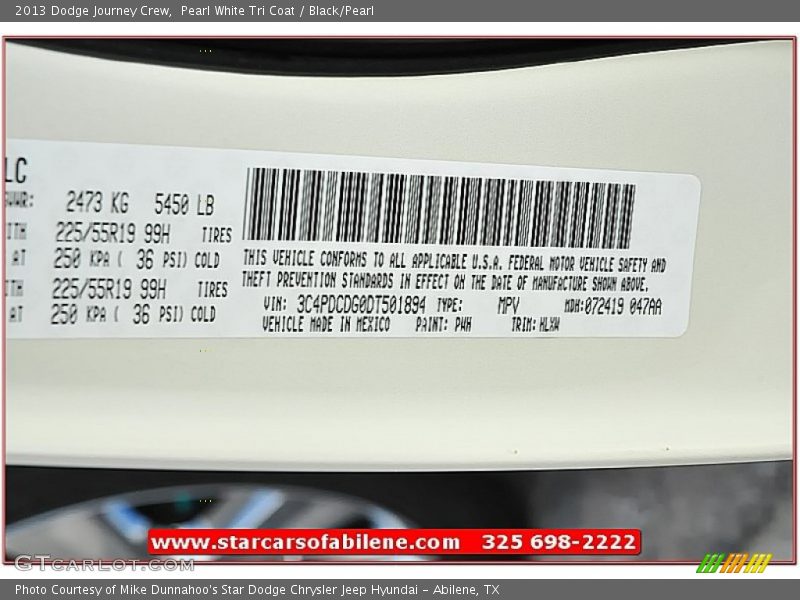 2013 Dodge Journey Crew, Pearl White Tri Coat / Black/Pearl
LC
2473 KG 5450 LB
225/55R19 99H TIRES
AT 250 KPA ( 36 PSI) COLD
225/55R19 99H TIRES
AT 250 KPA ( 36 PSI) COLD
THIS VEHICLE CONFORMS TO ALL APPLICABLE U.S.A. FEDERAL MOTOR VEHICLE SAFETY AND
THEFT PREVENTION STANDARDS IN EFFECT ON THE DATE OF MANUFACTURE SHOWN ABOVE.
VIN: 3C4PDCDG0DT501894 TYPE: MPV MDH:072419 047AA
VEHICLE MADE IN MEXICO PAINT: PWH TRIM: HLXW
www.starcarsofabilene.com 325 698-2222
GTCARLOT.COM
Photo Courtesy of Mike Dunnahoo's Star Dodge Chrysler Jeep Hyundai - Abilene, TX